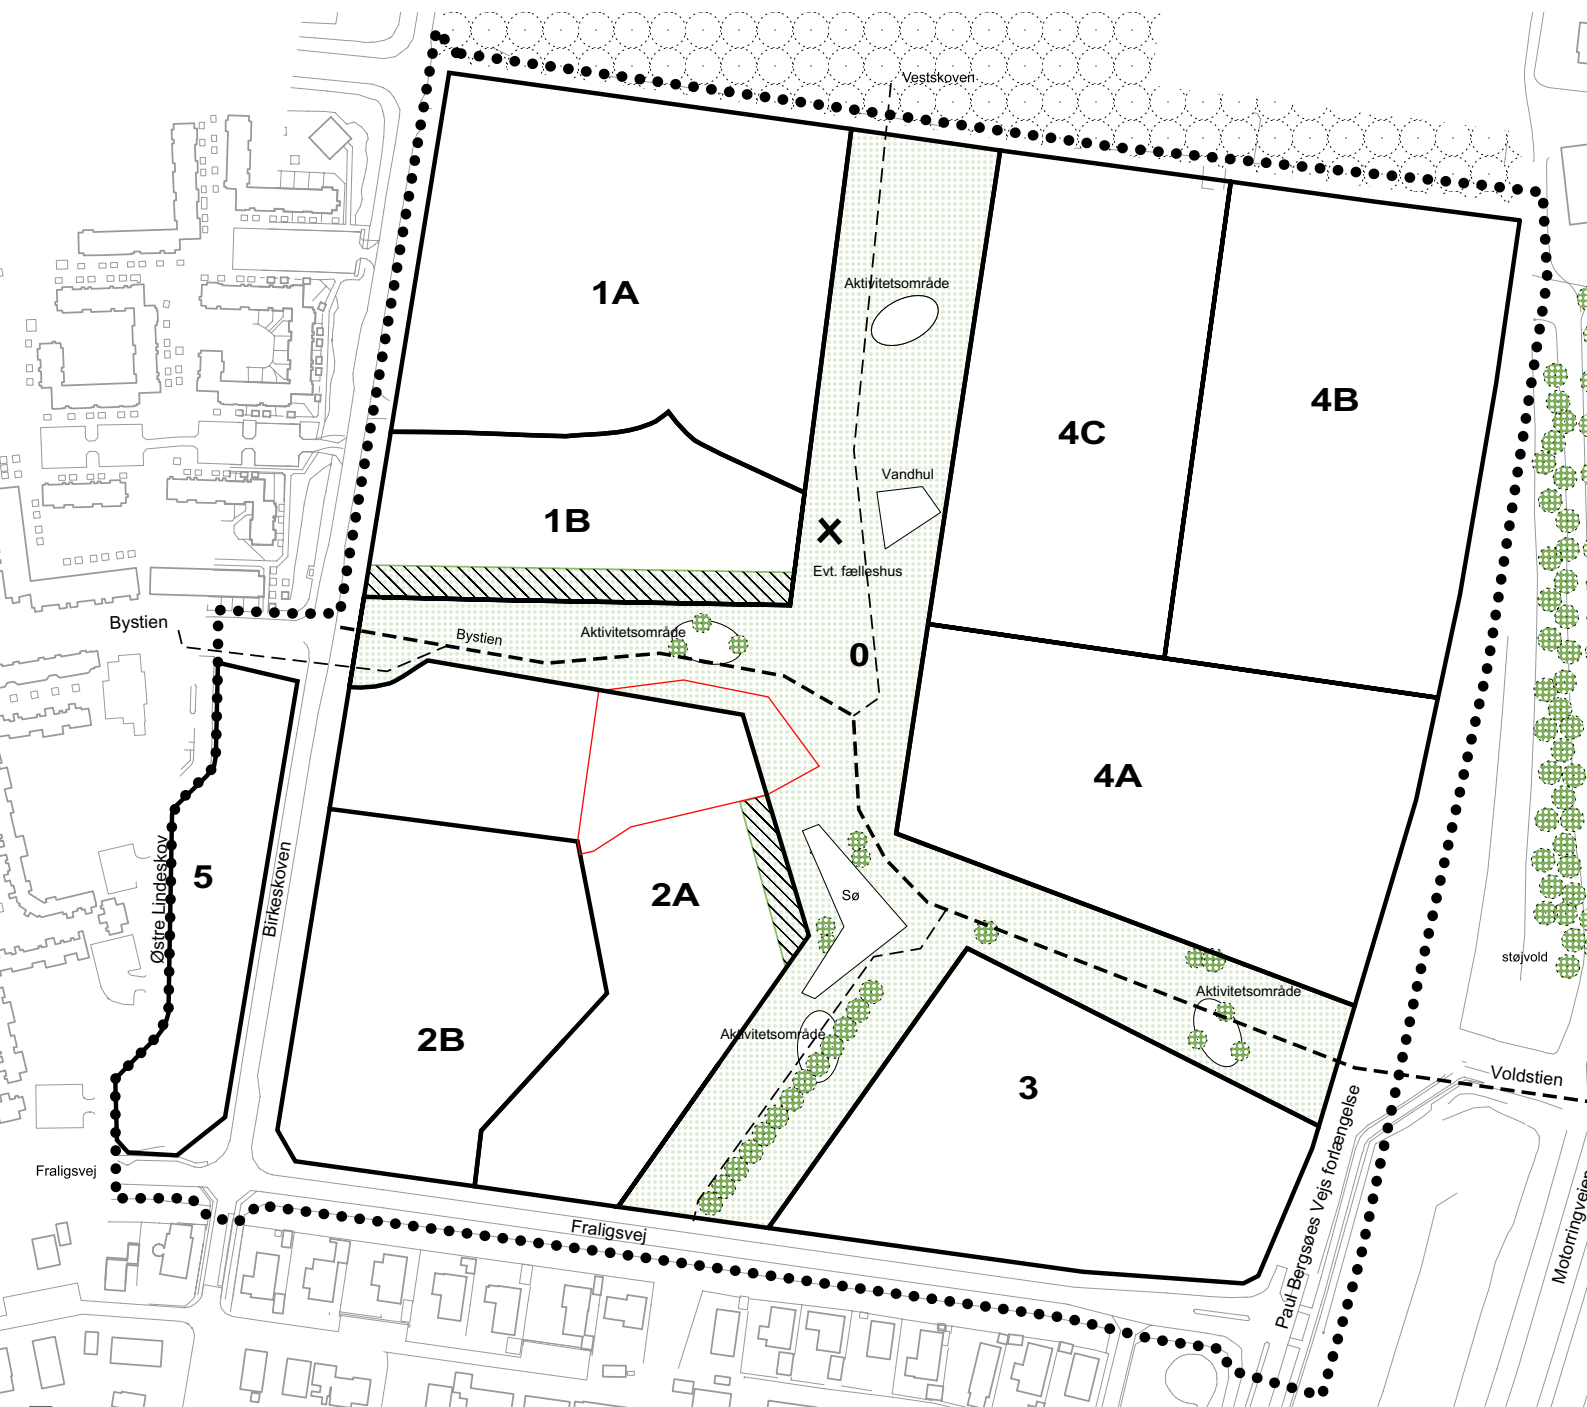 Vestskoven
Aktivitetsområde
1A
4B
4C
Vandhul
1B
X
Evt. fælleshus
Bystien
Bystien
Aktivitetsområde
0
4A
5
2A
Sø
Østre Lindeskov
Birkeskoven
støjvold
Aktivitetsområde
Aktivitetsområde
2B
3
Voldstien
Fraligsvej
Fraligsvej
Paul Bergsøes Vejs forlængelse
Motorringvejen